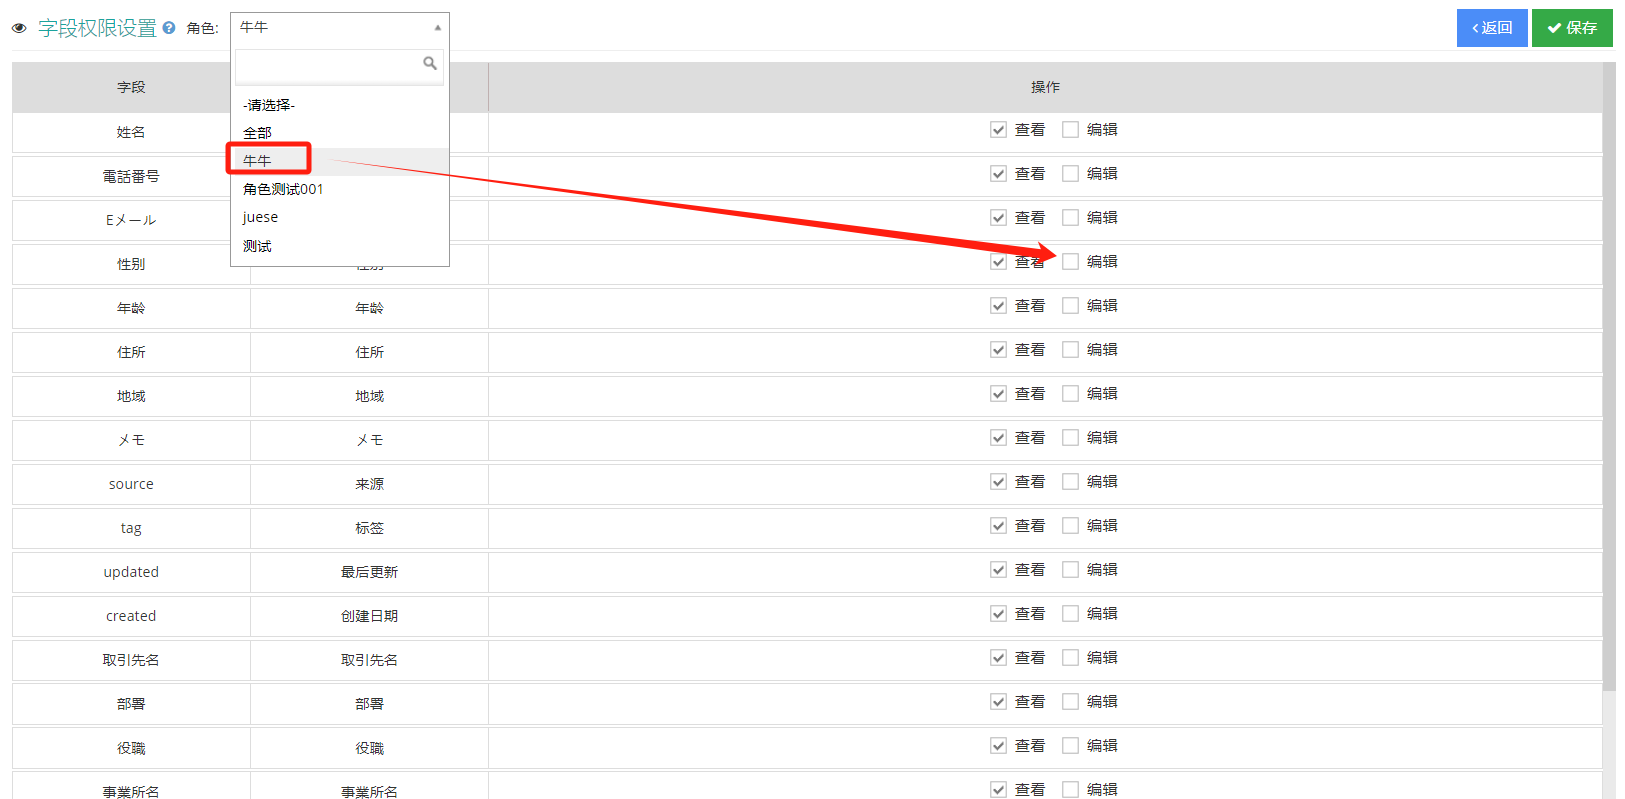 字段权限设置 角色: 牛牛 返回 保存
-请选择-
全部
牛牛
角色测试001
juese
测试
字段 操作
姓名 查看 编辑
電話番号 查看 编辑
Eメール 查看 编辑
性别 性别 查看 编辑
年龄 年龄 查看 编辑
住所 住所 查看 编辑
地域 地域 查看 编辑
メモ メモ 查看 编辑
source 来源 查看 编辑
tag 标签 查看 编辑
updated 最后更新 查看 编辑
created 创建日期 查看 编辑
取引先名 取引先名 查看 编辑
部署 部署 查看 编辑
役職 役職 查看 编辑
事業所名 事業所名 查看 编辑